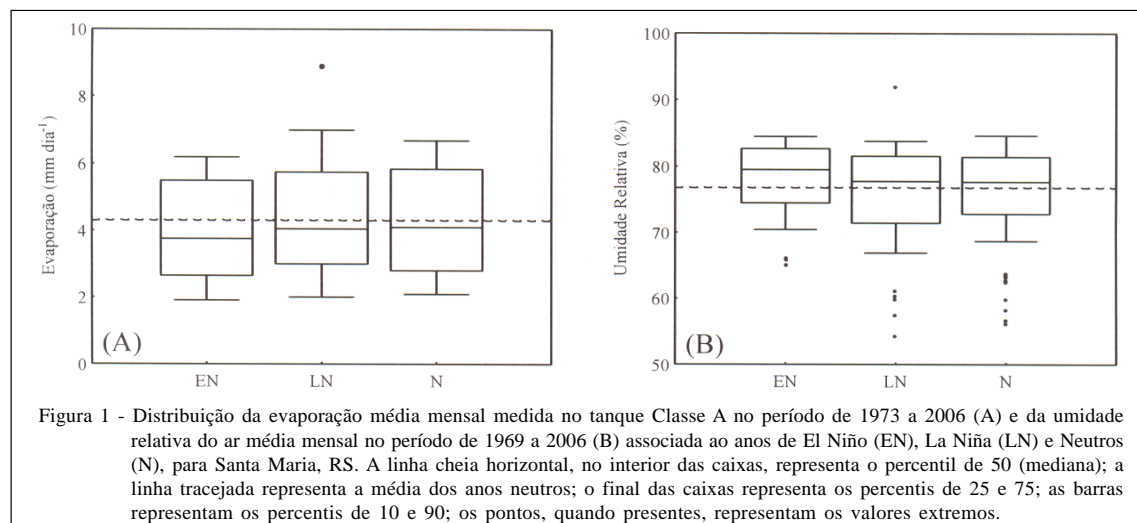 10
8
6
4
2
0
Evaporação (mm dia-1)
(A)
EN LN N
100
90
80
70
60
50
Umidade Relativa (%)
(B)
EN LN N
Figura 1 - Distribuição da evaporação média mensal medida no tanque Classe A no período de 1973 a 2006 (A) e da umidade
relativa do ar média mensal no período de 1969 a 2006 (B) associada ao anos de El Niño (EN), La Niña (LN) e Neutros
(N), para Santa Maria, RS. A linha cheia horizontal, no interior das caixas, representa o percentil de 50 (mediana); a
linha tracejada representa a média dos anos neutros; o final das caixas representa os percentis de 25 e 75; as barras
representam os percentis de 10 e 90; os pontos, quando presentes, representam os valores extremos.